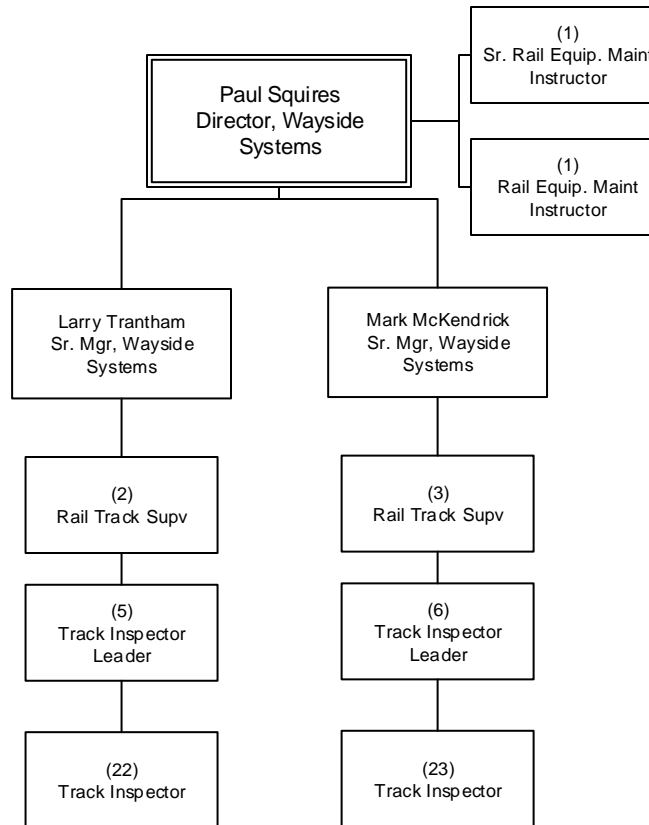 (1)
Sr. Rail Equip. Maint
Instructor
Paul Squires
Director, Wayside
Systems
(1)
Rail Equip. Maint
Instructor
Larry Trantham
Sr. Mgr, Wayside
Systems
Mark McKendrick
Sr. Mgr, Wayside
Systems
(2)
Rail Track Supv
(3)
Rail Track Supv
(5)
Track Inspector
Leader
(6)
Track Inspector
Leader
(22)
Track Inspector
(23)
Track Inspector